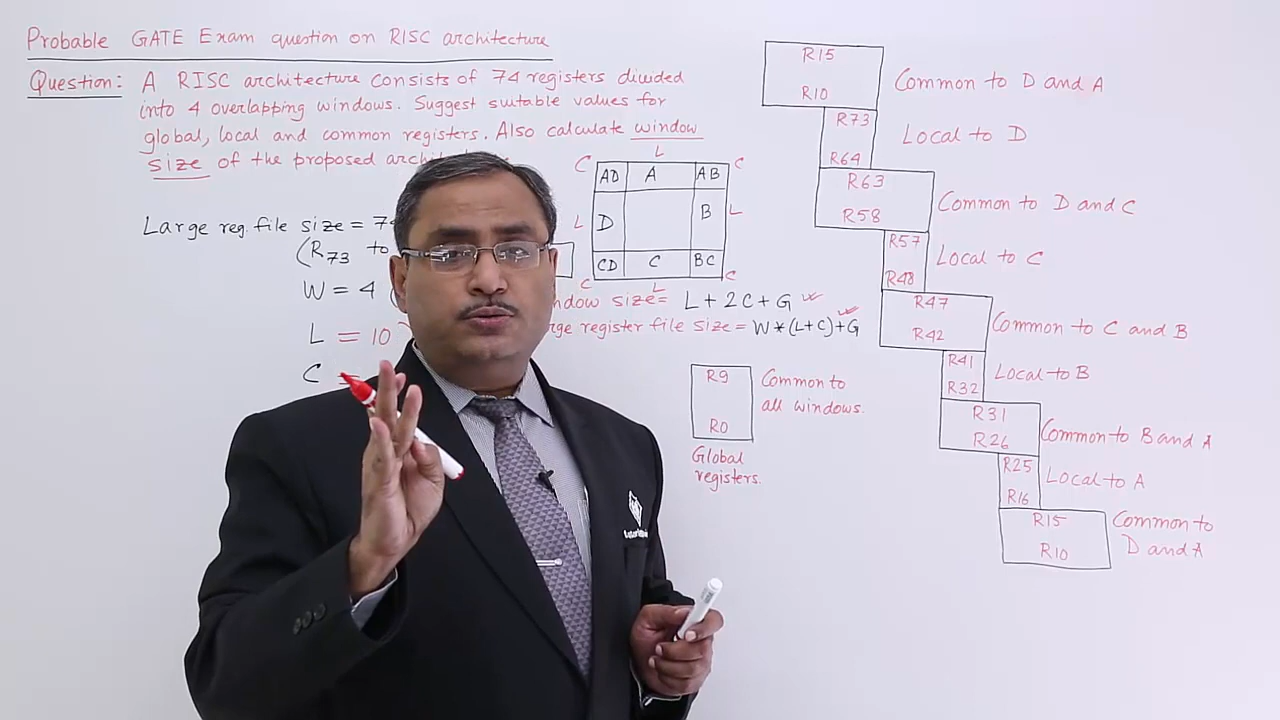 Probable GATE Exam question on RISC architecture
Question: A RISC architecture consists of 74 registers divided
into 4 overlapping windows. Suggest suitable values for
global, local and common registers. Also calculate window
size of the proposed
Large reg. file size =
(R73 to
W = 4
L = 10
C =
C L C
AD A AB
L D B L
CD C BC
C L C
size = L + 2C + G
register file size = W*(L+C)+G
R9
R0
Common to
all windows.
Global
registers.
R15
R10
Common to D and A
R73
R64
Local to D
R63
R58
Common to D and C
R57
R48
Local to C
R47
R42
Common to C and B
R41
R32
Local to B
R31
R26
Common to B and A
R25
R16
Local to A
R15
R10
Common to
D and A